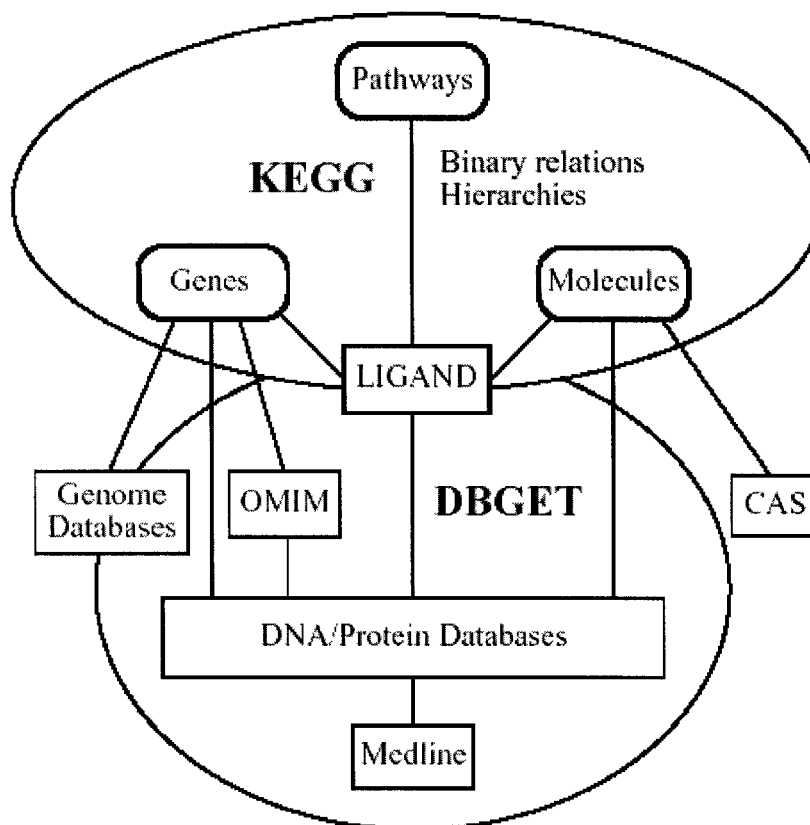 Pathways
KEGG
Binary relations
Hierarchies
Genes
Molecules
LIGAND
Genome
Databases
OMIM
DBGET
CAS
DNA/Protein Databases
Medline